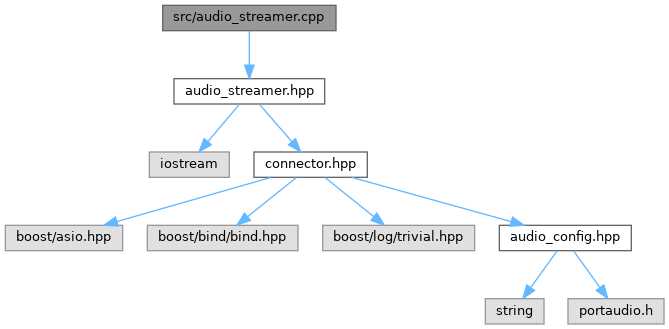 src/audio_streamer.cpp
audio_streamer.hpp
iostream
connector.hpp
boost/asio.hpp
boost/bind/bind.hpp
boost/log/trivial.hpp
audio_config.hpp
string
portaudio.h